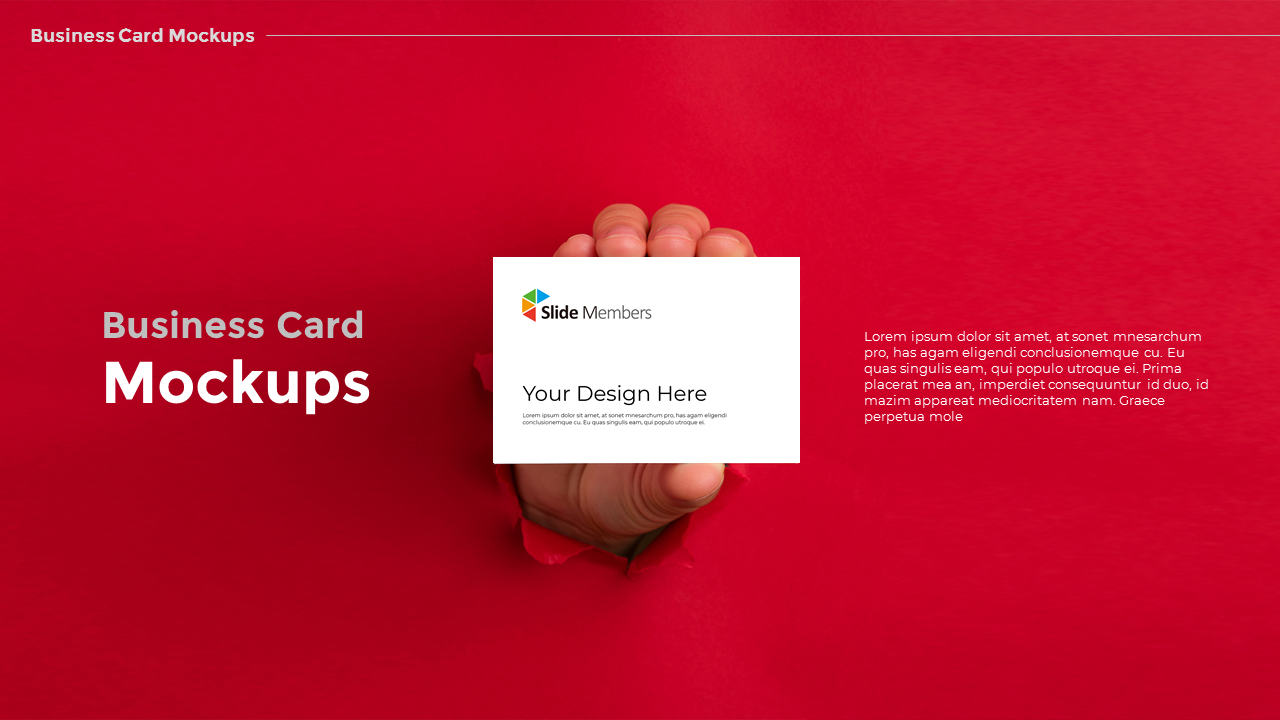 Business Card Mockups
Business Card
Mockups
Slide Members
Your Design Here
Lorem ipsum dolor sit amet, at sonet mnesarchum pro, has agam eligendi
conclusionemque cu. Eu quas singulis eam, qui populo utroque ei.
Lorem ipsum dolor sit amet, at sonet mnesarchum
pro, has agam eligendi conclusionemque cu. Eu
quas singulis eam, qui populo utroque ei. Prima
placerat mea an, imperdiet consequuntur id duo, id
mazim appareat mediocritatem nam. Graece
perpetua mole